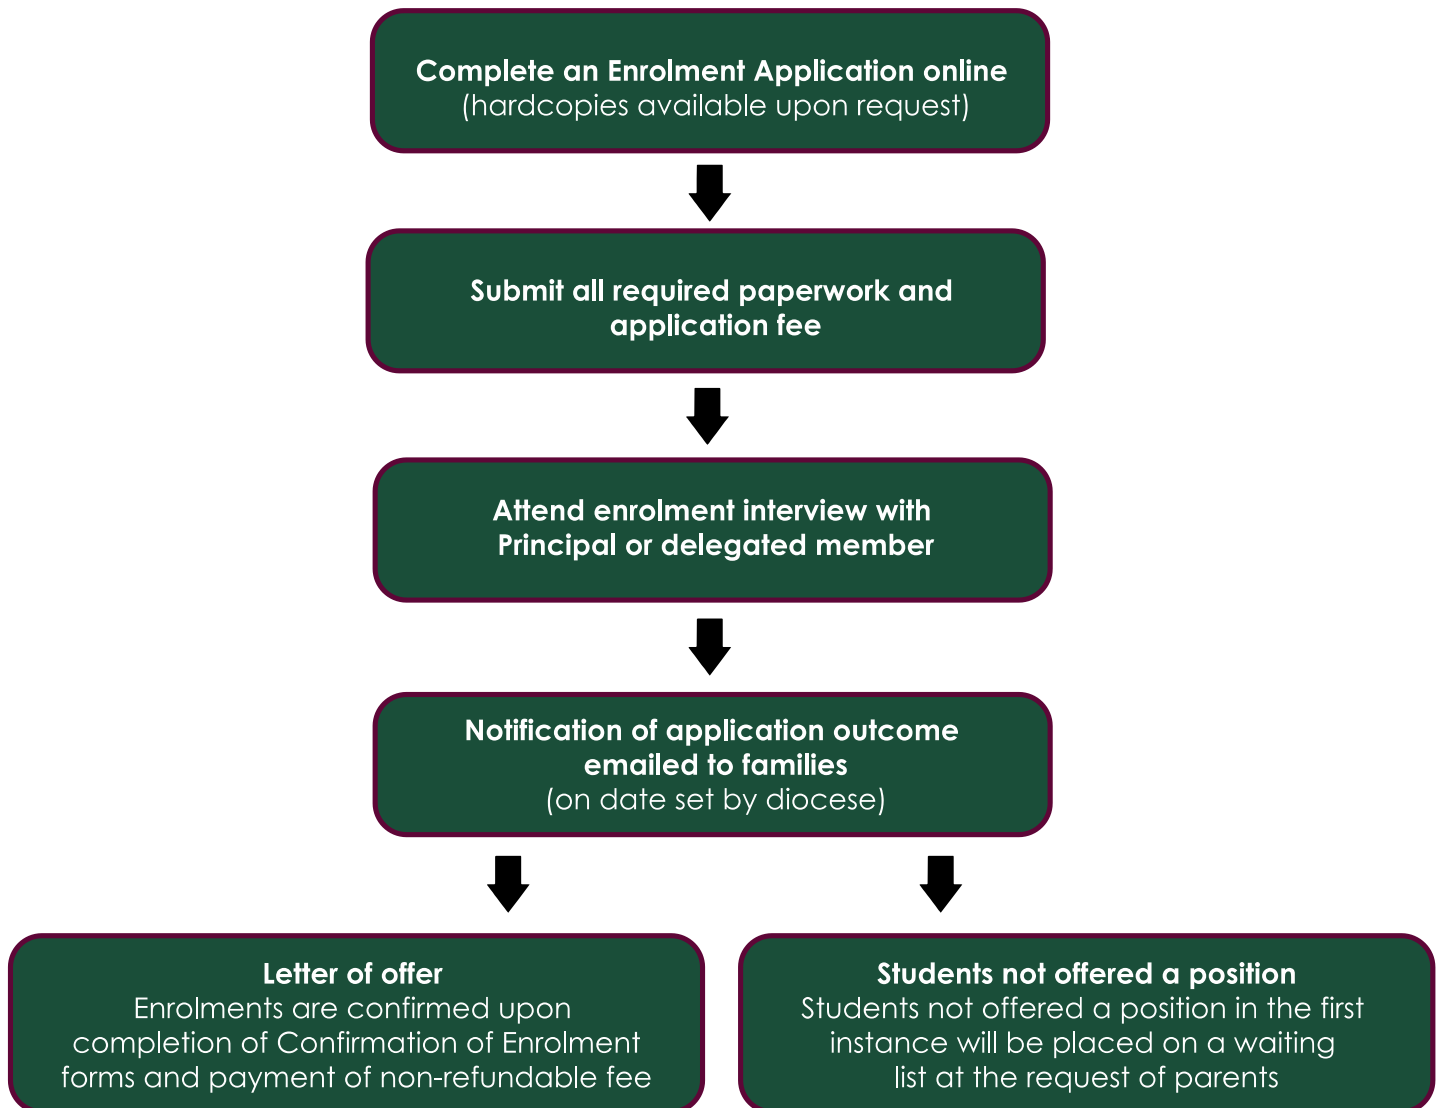 Complete an Enrolment Application online
(hardcopies available upon request)
Submit all required paperwork and
application fee
Attend enrolment interview with
Principal or delegated member
Notification of application outcome
emailed to families
(on date set by diocese)
Letter of offer
Enrolments are confirmed upon
completion of Confirmation of Enrolment
forms and payment of non-refundable fee
Students not offered a position
Students not offered a position in the first
instance will be placed on a waiting
list at the request of parents